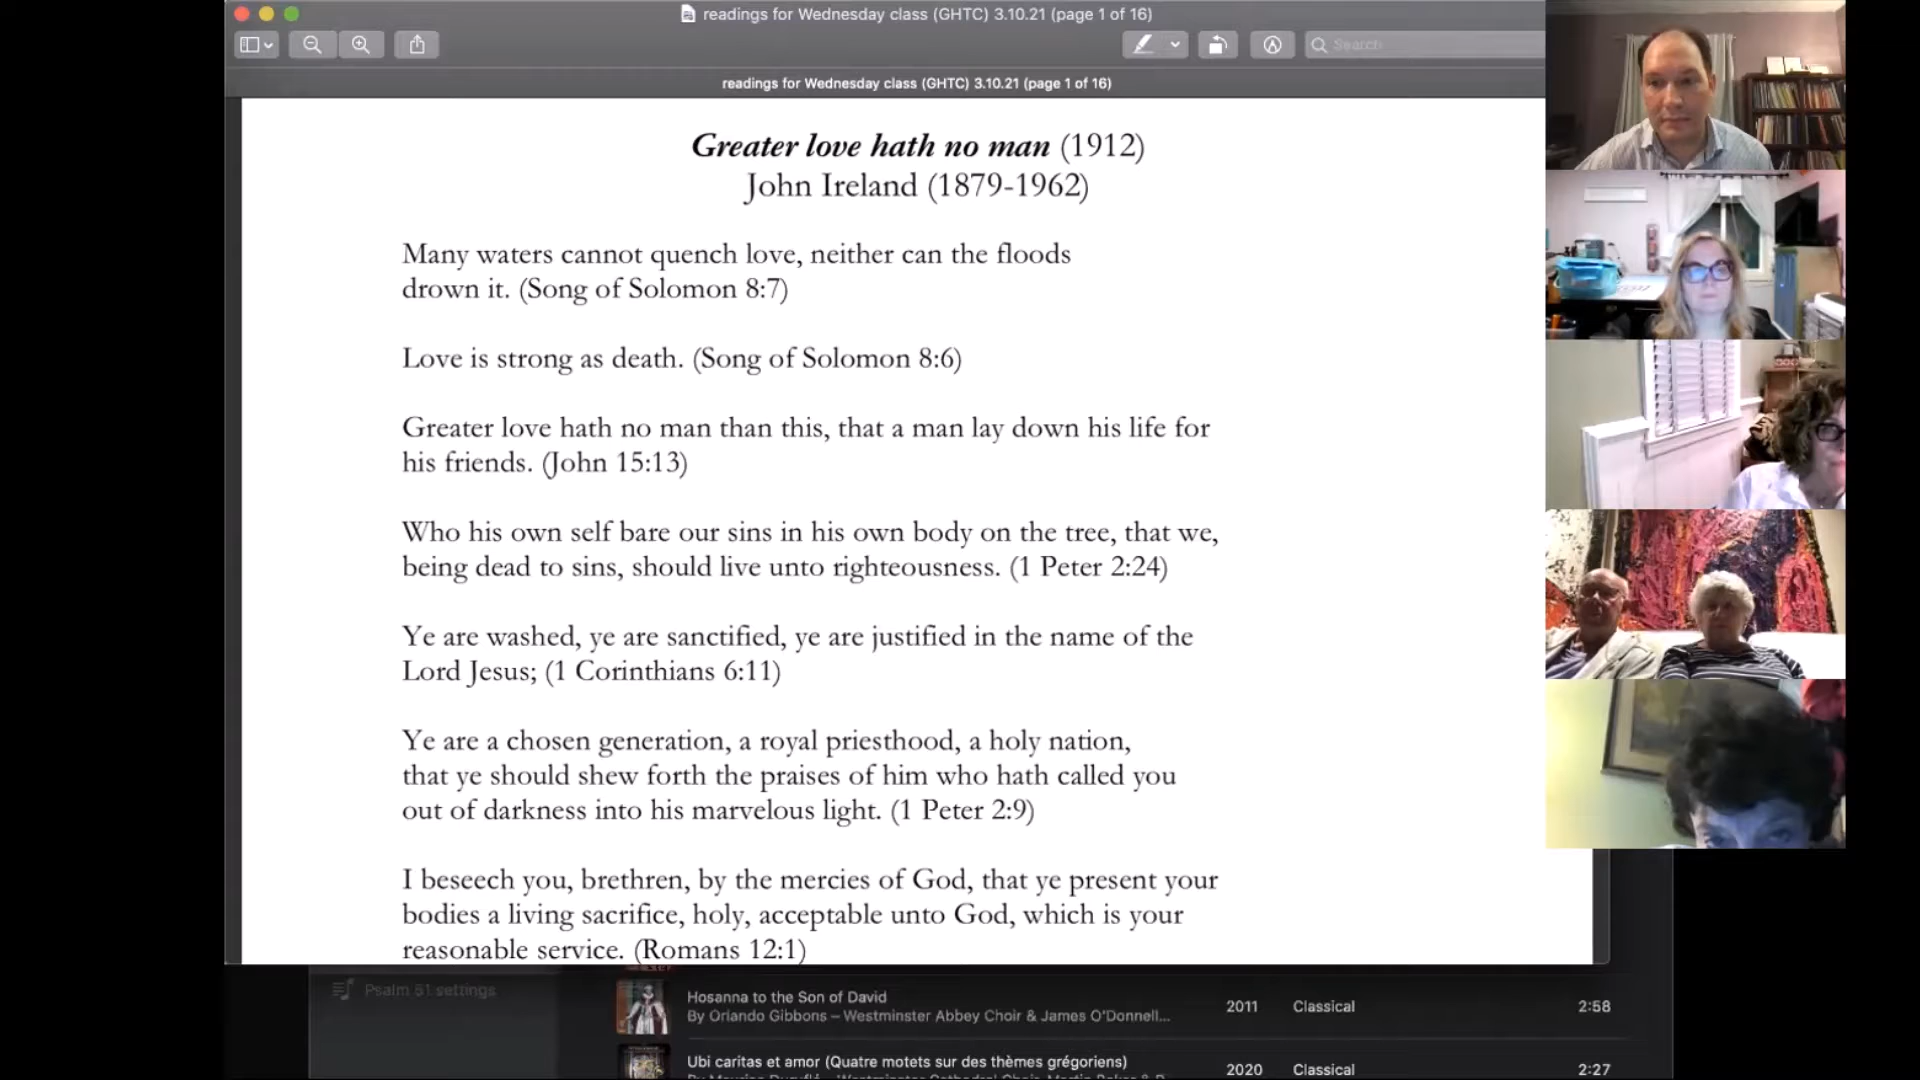 readings for Wednesday class (GHTC) 3.10.21 (page 1 of 16)
Search
readings for Wednesday class (GHTC) 3.10.21 (page 1 of 16)
Greater love hath no man (1912)
John Ireland (1879-1962)
Many waters cannot quench love, neither can the floods
drown it. (Song of Solomon 8:7)
Love is strong as death. (Song of Solomon 8:6)
Greater love hath no man than this, that a man lay down his life for
his friends. (John 15:13)
Who his own self bare our sins in his own body on the tree, that we,
being dead to sins, should live unto righteousness. (1 Peter 2:24)
Ye are washed, ye are sanctified, ye are justified in the name of the
Lord Jesus; (1 Corinthians 6:11)
Ye are a chosen generation, a royal priesthood, a holy nation,
that ye should shew forth the praises of him who hath called you
out of darkness into his marvelous light. (1 Peter 2:9)
I beseech you, brethren, by the mercies of God, that ye present your
bodies a living sacrifice, holy, acceptable unto God, which is your
reasonable service. (Romans 12:1)
Psalm 51 settings
Hosanna to the Son of David
By Orlando Gibbons – Westminster Abbey Choir & James O'Donnell...
2011 Classical 2:58
Ubi caritas et amor (Quatre motets sur des thèmes grégoriens)
2020 Classical 2:27